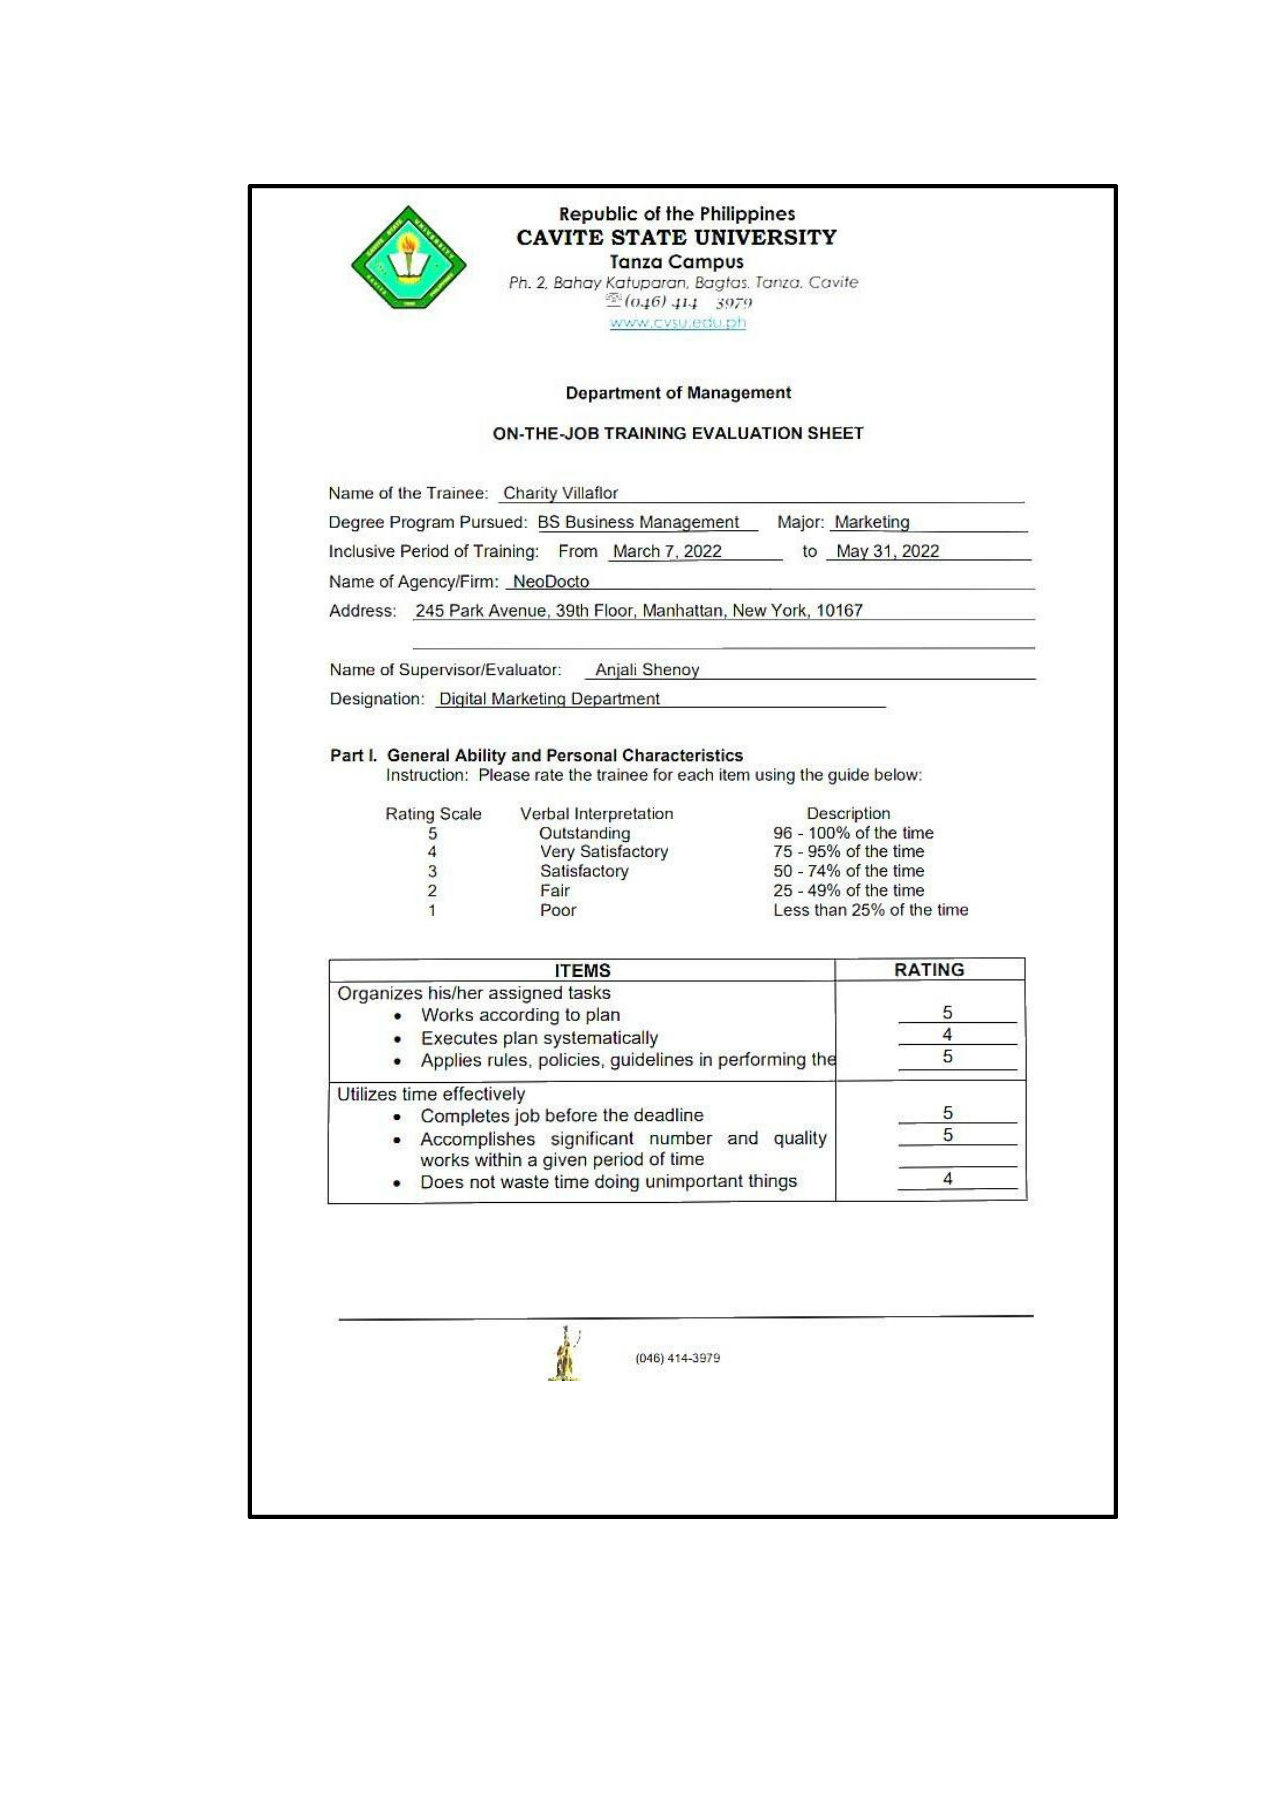 Republic of the Philippines
CAVITE STATE UNIVERSITY
Tanza Campus
Ph. 2, Bahay Katuparan, Bagtas, Tanza, Cavite
☏(046) 414 3979
www.cvsu.edu.ph
Department of Management
ON-THE-JOB TRAINING EVALUATION SHEET
Name of the Trainee: Charity Villaflor
Degree Program Pursued: BS Business Management Major: Marketing
Inclusive Period of Training: From March 7, 2022 to May 31, 2022
Name of Agency/Firm: NeoDocto
Address: 245 Park Avenue, 39th Floor, Manhattan, New York, 10167
Name of Supervisor/Evaluator: Anjali Shenoy
Designation: Digital Marketing Department
Part I. General Ability and Personal Characteristics
Instruction: Please rate the trainee for each item using the guide below:
Rating Scale Verbal Interpretation Description
5 Outstanding 96 - 100% of the time
4 Very Satisfactory 75 - 95% of the time
3 Satisfactory 50 - 74% of the time
2 Fair 25 - 49% of the time
1 Poor Less than 25% of the time
ITEMS RATING
Organizes his/her assigned tasks
• Works according to plan 5
• Executes plan systematically 4
• Applies rules, policies, guidelines in performing the 5
Utilizes time effectively
• Completes job before the deadline 5
• Accomplishes significant number and quality 5
works within a given period of time
• Does not waste time doing unimportant things 4
(046) 414-3979